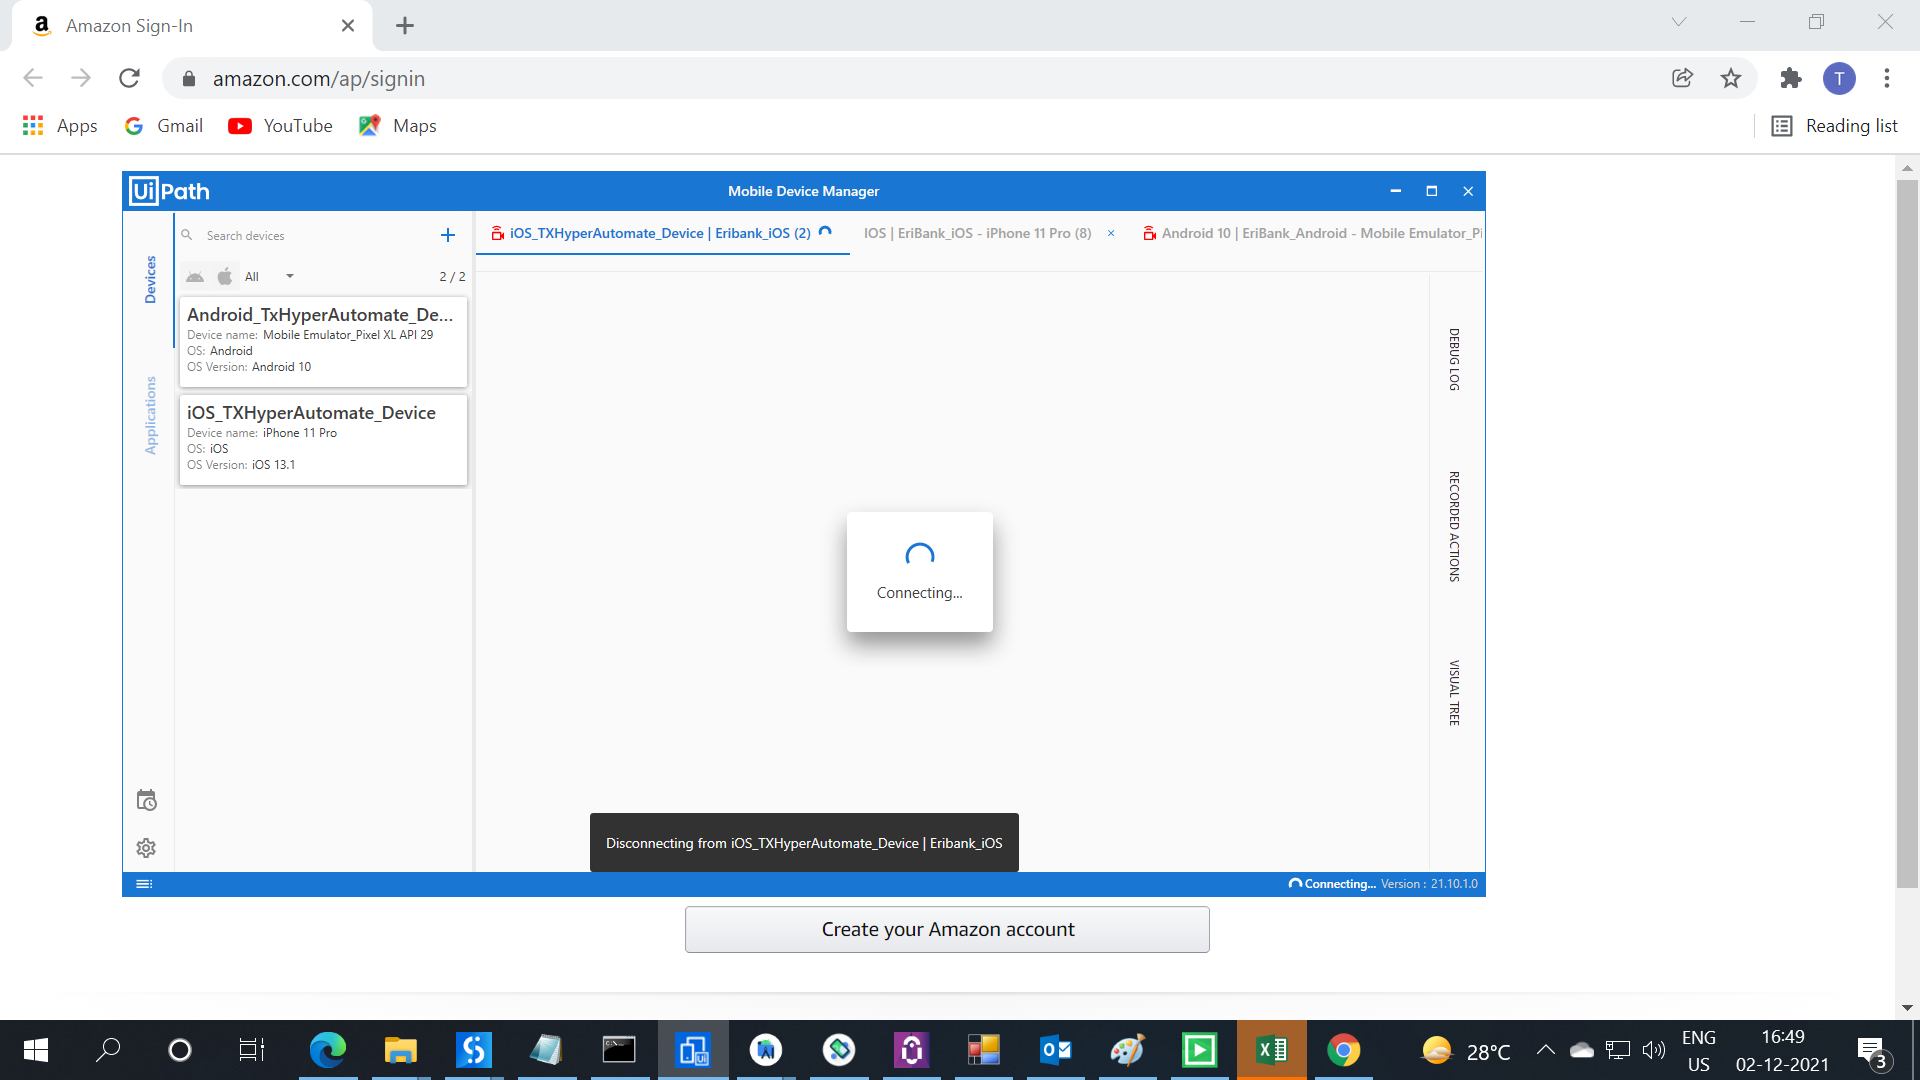 Amazon Sign-In
amazon.com/ap/signin
T
Apps
Gmail
YouTube
Maps
Reading list
UiPath
Mobile Device Manager
Search devices
iOS_TXHyperAutomate_Device | Eribank_iOS (2)
IOS | EriBank_iOS - iPhone 11 Pro (8)
Android 10 | EriBank_Android - Mobile Emulator_Pi
Devices
All
2 / 2
Android_TxHyperAutomate_De...
Device name: Mobile Emulator_Pixel XL API 29
OS: Android
OS Version: Android 10
Applications
iOS_TXHyperAutomate_Device
Device name: iPhone 11 Pro
OS: iOS
OS Version: iOS 13.1
DEBUG LOG
RECORDED ACTIONS
VISUAL TREE
Connecting...
Disconnecting from iOS_TXHyperAutomate_Device | Eribank_iOS
Connecting... Version : 21.10.1.0
Create your Amazon account
28°C
ENG
US
16:49
02-12-2021
3